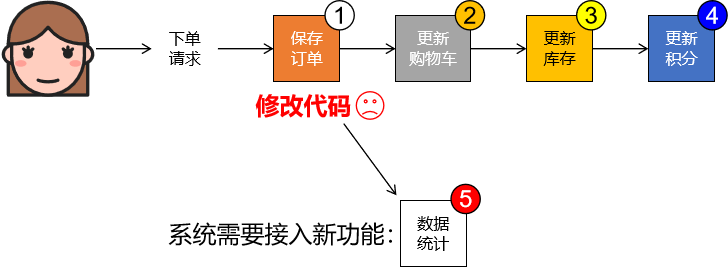 ①
②
③
④
下单
请求
保存
订单
更新
购物车
更新
库存
更新
积分
修改代码
⑤
系统需要接入新功能：
数据
统计